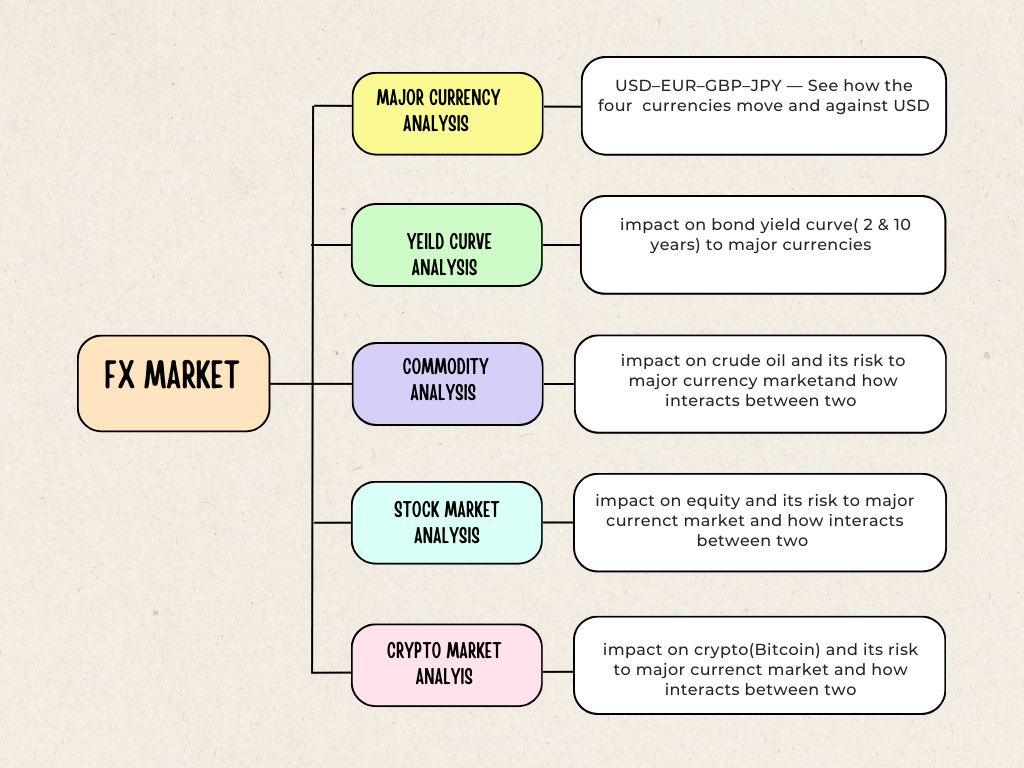 MAJOR CURRENCY
ANALYSIS
USD–EUR–GBP–JPY — See how the
four  currencies move and against USD
YEILD CURVE
ANALYSIS
impact on bond yield curve( 2 & 10
years) to major currencies
FX MARKET
COMMODITY
ANALYSIS
impact on crude oil and its risk to
major currency marketand how
interacts between two
STOCK MARKET
ANALYSIS
impact on equity and its risk to major
currenct market and how interacts
between two
CRYPTO MARKET
ANALYIS
impact on crypto(Bitcoin) and its risk
to major currenct market and how
interacts between two